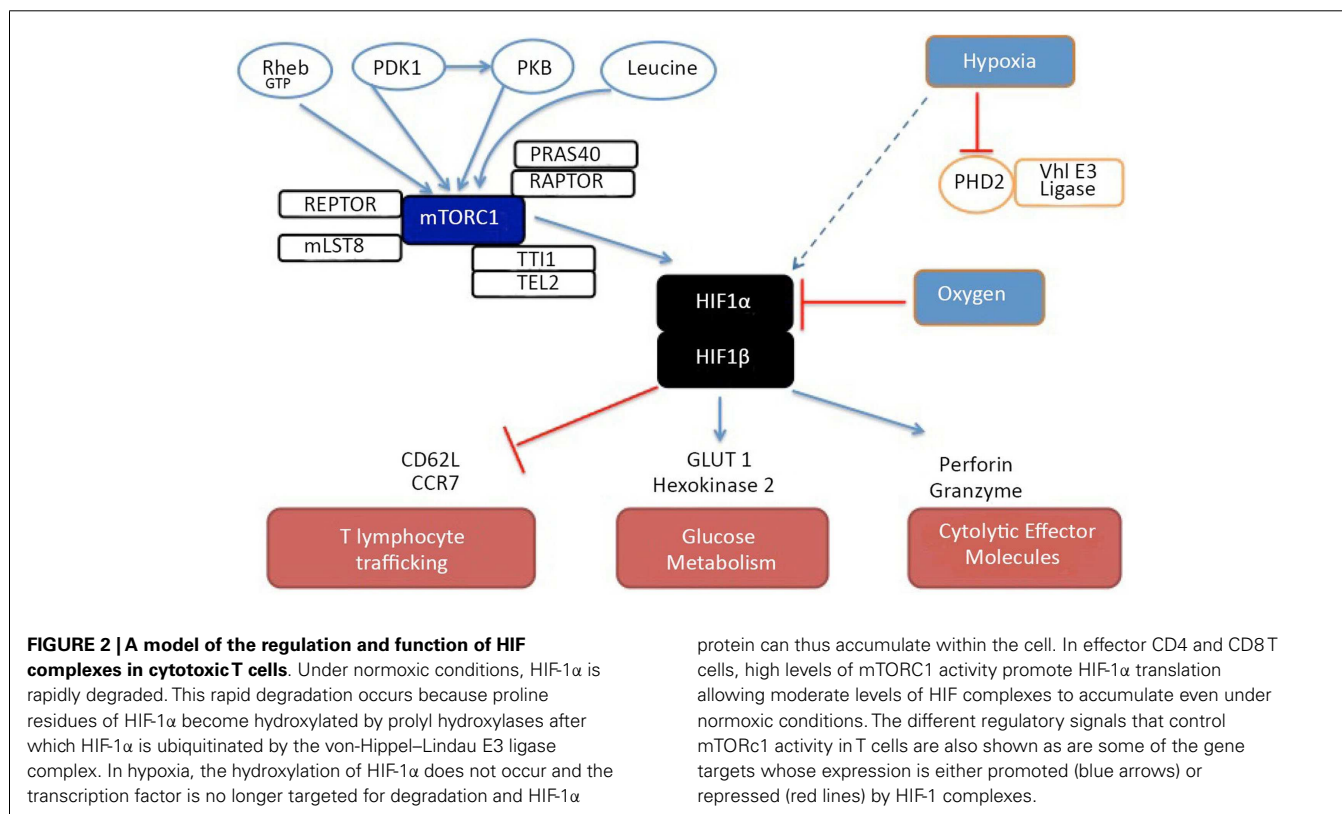 Rheb
GTP
PDK1
PKB
Leucine
Hypoxia
PRAS40
RAPTOR
PHD2
Vhl E3
Ligase
REPTOR
mTORC1
mLST8
TTI1
TEL2
HIF1α
Oxygen
HIF1β
CD62L
CCR7
GLUT 1
Hexokinase 2
Perforin
Granzyme
T lymphocyte
trafficking
Glucose
Metabolism
Cytolytic Effector
Molecules
FIGURE 2 | A model of the regulation and function of HIF
complexes in cytotoxic T cells. Under normoxic conditions, HIF-1α is
rapidly degraded. This rapid degradation occurs because proline
residues of HIF-1α become hydroxylated by prolyl hydroxylases after
which HIF-1α is ubiquitinated by the von-Hippel–Lindau E3 ligase
complex. In hypoxia, the hydroxylation of HIF-1α does not occur and the
transcription factor is no longer targeted for degradation and HIF-1α
protein can thus accumulate within the cell. In effector CD4 and CD8 T
cells, high levels of mTORC1 activity promote HIF-1α translation
allowing moderate levels of HIF complexes to accumulate even under
normoxic conditions. The different regulatory signals that control
mTORc1 activity in T cells are also shown as are some of the gene
targets whose expression is either promoted (blue arrows) or
repressed (red lines) by HIF-1 complexes.